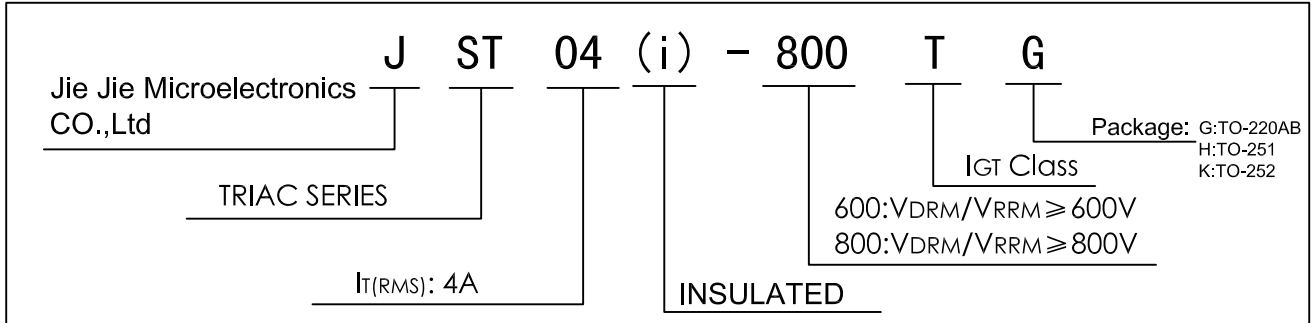 J ST 04 (i) - 800 T G
Jie Jie Microelectronics
CO.,Ltd
Package: G:TO-220AB
H:TO-251
K:TO-252
IGT Class
TRIAC SERIES
600:VDRM/VRRM≥600V
800:VDRM/VRRM≥800V
IT(RMS): 4A
INSULATED